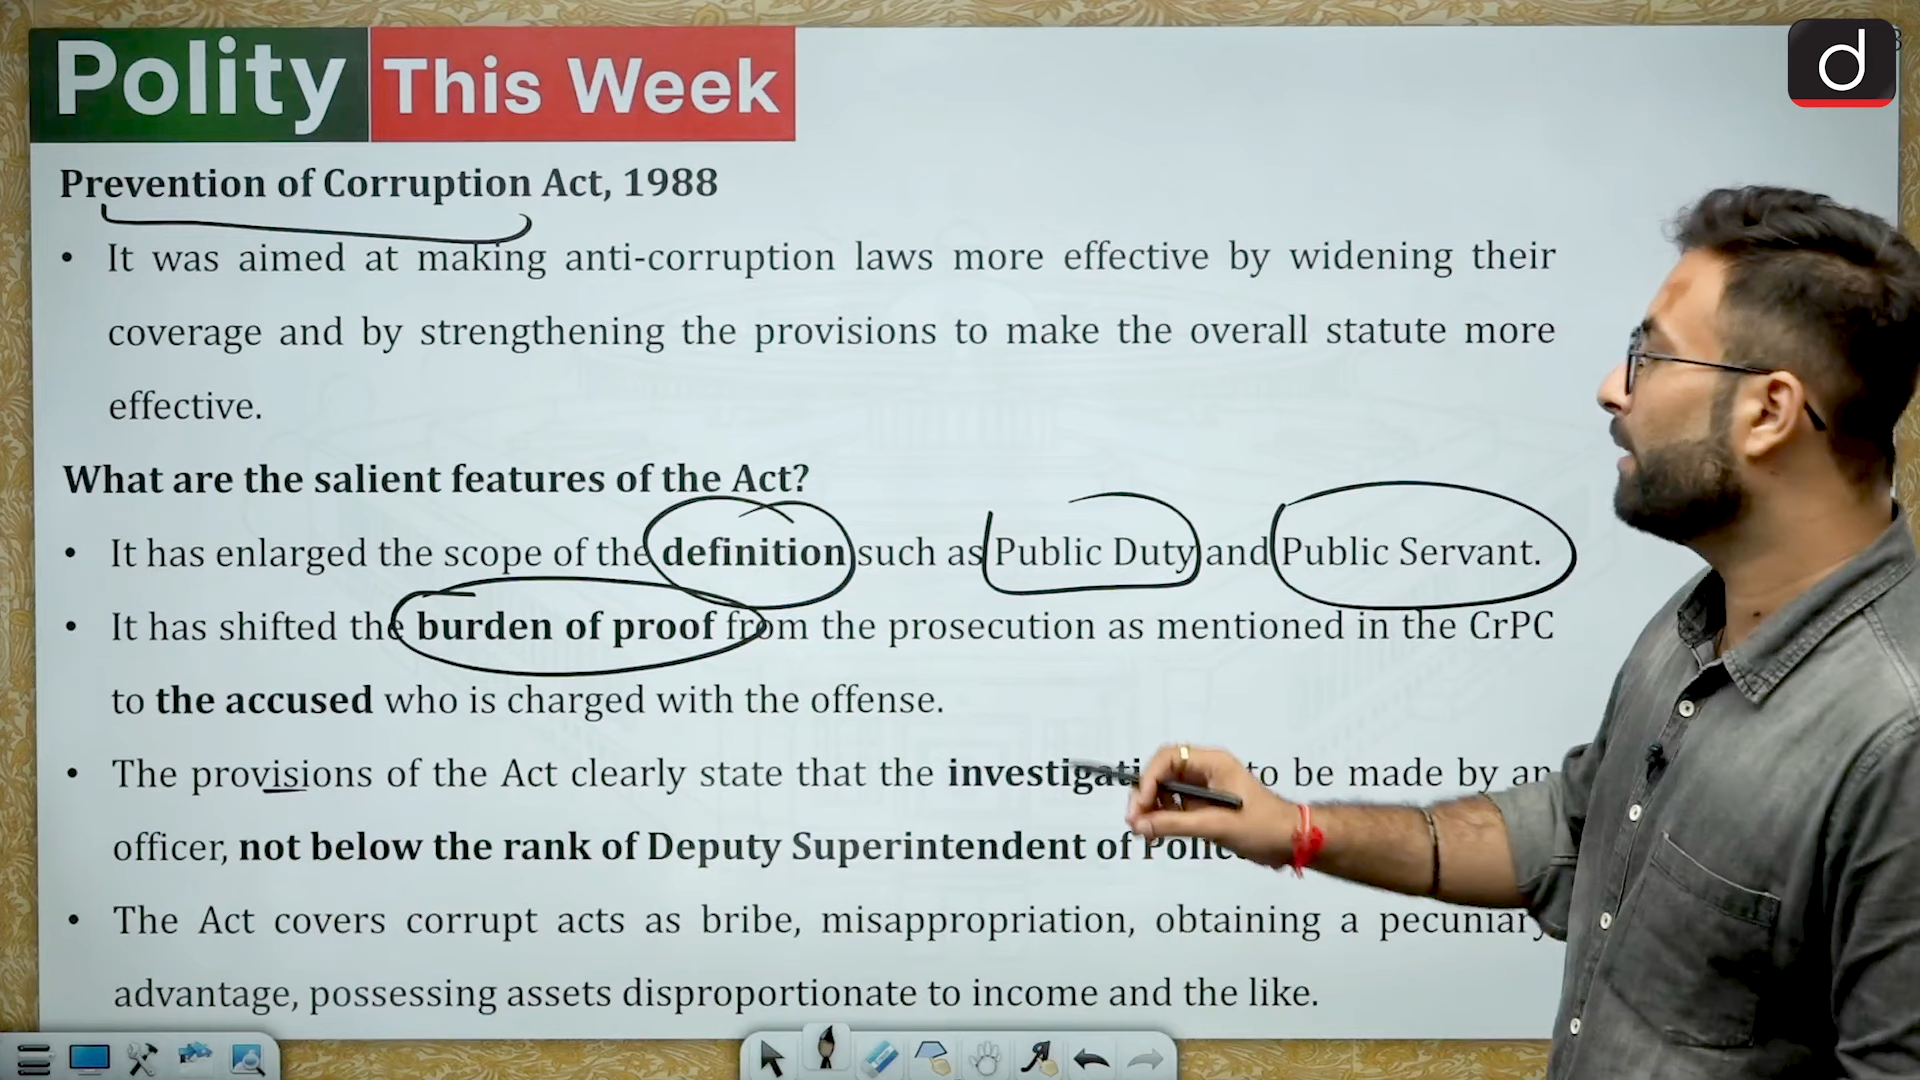 Polity This Week
Prevention of Corruption Act, 1988
• It was aimed at making anti-corruption laws more effective by widening their
coverage and by strengthening the provisions to make the overall statute more
effective.
What are the salient features of the Act?
• It has enlarged the scope of the definition such as Public Duty and Public Servant.
• It has shifted the burden of proof from the prosecution as mentioned in the CrPC
to the accused who is charged with the offense.
• The provisions of the Act clearly state that the to be made by an
officer, not below the rank of Deputy Superintendent of
• The Act covers corrupt acts as bribe, misappropriation, obtaining a pecuniary
advantage, possessing assets disproportionate to income and the like.
d